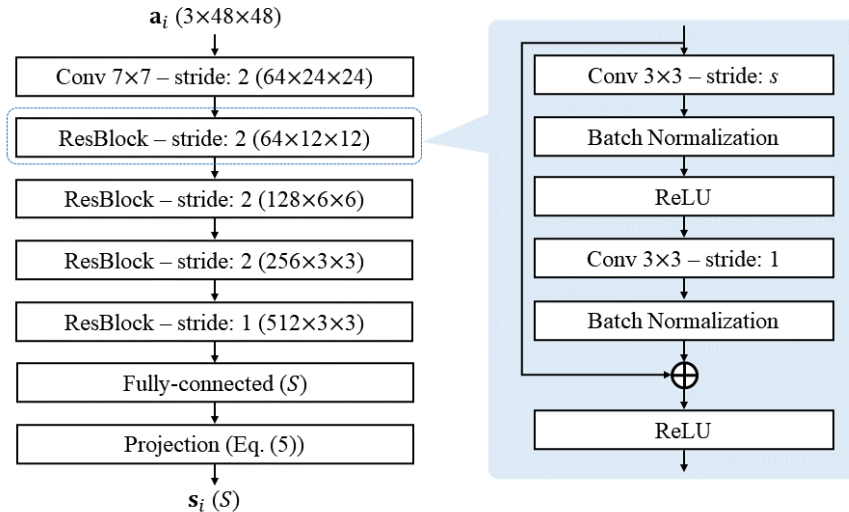 𝐚ᵢ (3×48×48)
Conv 7×7 – stride: 2 (64×24×24)
ResBlock – stride: 2 (64×12×12)
ResBlock – stride: 2 (128×6×6)
ResBlock – stride: 2 (256×3×3)
ResBlock – stride: 1 (512×3×3)
Fully-connected (S)
Projection (Eq. (5))
𝐬ᵢ (S)
Conv 3×3 – stride: s
Batch Normalization
ReLU
Conv 3×3 – stride: 1
Batch Normalization
ReLU